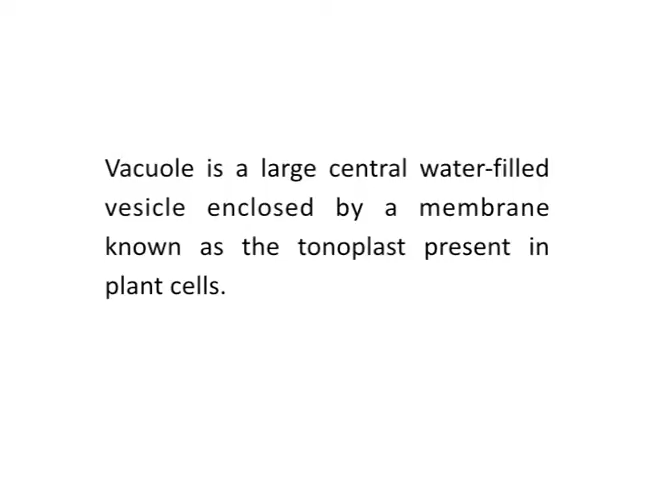 Vacuole is a large central water-filled
vesicle enclosed by a membrane
known as the tonoplast present in
plant cells.